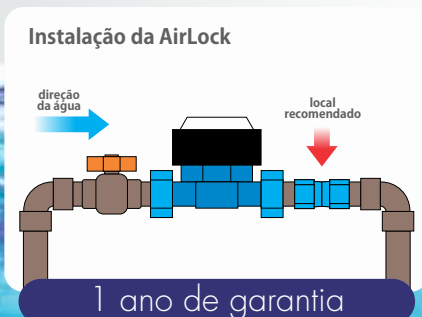 Instalação da AirLock
direção
da água
local
recomendado
1 ano de garantia